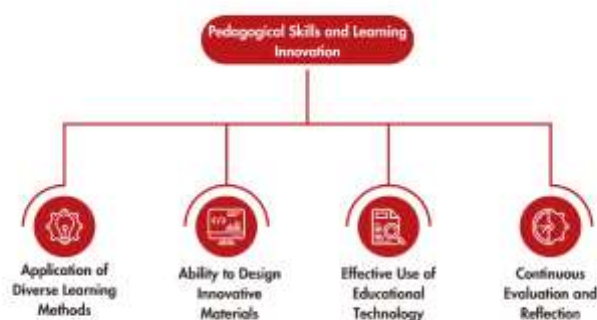 Pedagogical Skills and Learning
Innovation
Application of
Diverse Learning
Methods
Ability to Design
Innovative
Materials
Effective Use of
Educational
Technology
Continuous
Evaluation and
Reflection